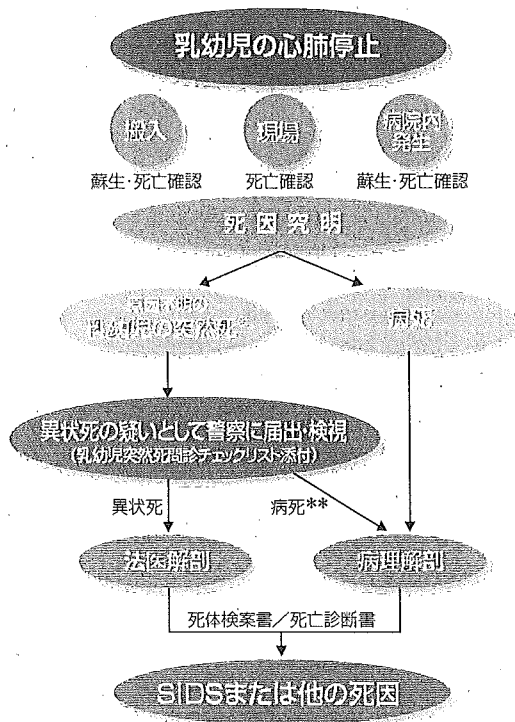 乳幼児の心肺停止
搬入
現場
病院内
発生
蘇生・死亡確認
死亡確認
蘇生・死亡確認
死因究明
原因不明の
乳幼児の突然死*
病死
異状死の疑いとして警察に届出・検視
(乳幼児突然死問診チェックリスト添付)
異状死
病死**
法医解剖
病理解剖
死体検案書／死亡診断書
SIDSまたは他の死因